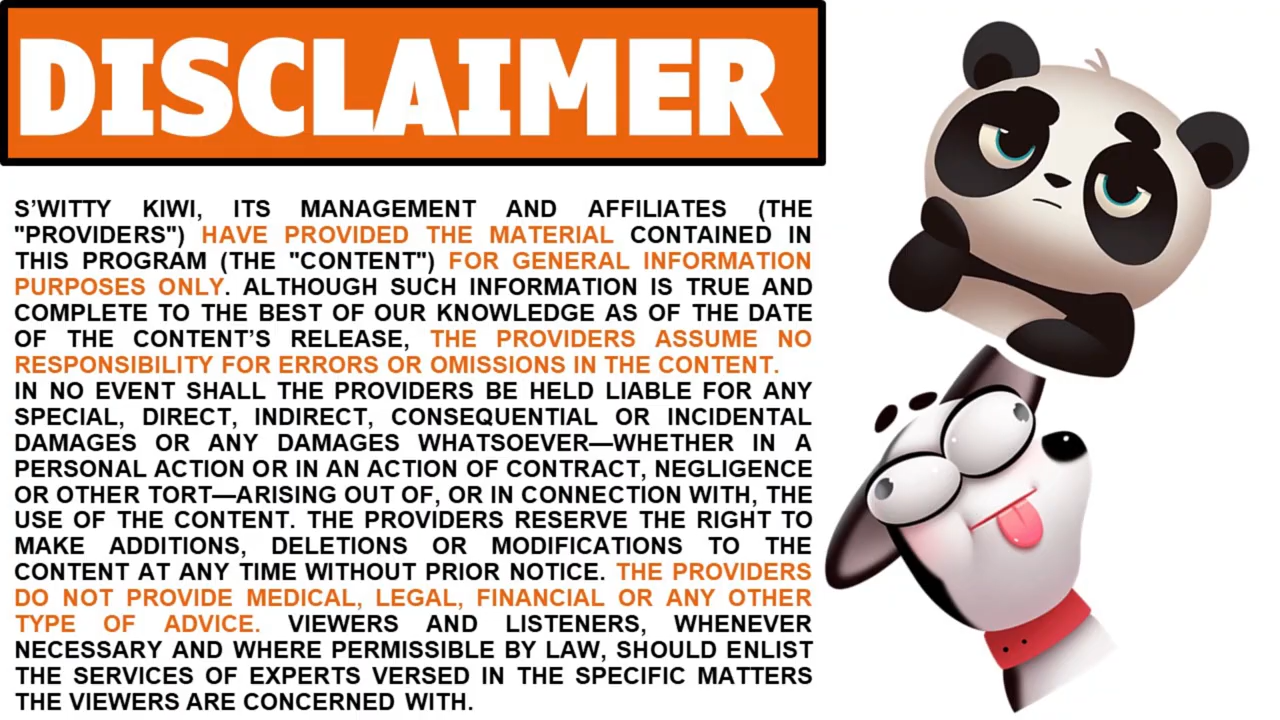 DISCLAIMER
S’WITTY KIWI, ITS MANAGEMENT AND AFFILIATES (THE
"PROVIDERS") HAVE PROVIDED THE MATERIAL CONTAINED IN
THIS PROGRAM (THE "CONTENT") FOR GENERAL INFORMATION
PURPOSES ONLY. ALTHOUGH SUCH INFORMATION IS TRUE AND
COMPLETE TO THE BEST OF OUR KNOWLEDGE AS OF THE DATE
OF THE CONTENT’S RELEASE, THE PROVIDERS ASSUME NO
RESPONSIBILITY FOR ERRORS OR OMISSIONS IN THE CONTENT.
IN NO EVENT SHALL THE PROVIDERS BE HELD LIABLE FOR ANY
SPECIAL, DIRECT, INDIRECT, CONSEQUENTIAL OR INCIDENTAL
DAMAGES OR ANY DAMAGES WHATSOEVER—WHETHER IN A
PERSONAL ACTION OR IN AN ACTION OF CONTRACT, NEGLIGENCE
OR OTHER TORT—ARISING OUT OF, OR IN CONNECTION WITH, THE
USE OF THE CONTENT. THE PROVIDERS RESERVE THE RIGHT TO
MAKE ADDITIONS, DELETIONS OR MODIFICATIONS TO THE
CONTENT AT ANY TIME WITHOUT PRIOR NOTICE. THE PROVIDERS
DO NOT PROVIDE MEDICAL, LEGAL, FINANCIAL OR ANY OTHER
TYPE OF ADVICE. VIEWERS AND LISTENERS, WHENEVER
NECESSARY AND WHERE PERMISSIBLE BY LAW, SHOULD ENLIST
THE SERVICES OF EXPERTS VERSED IN THE SPECIFIC MATTERS
THE VIEWERS ARE CONCERNED WITH.